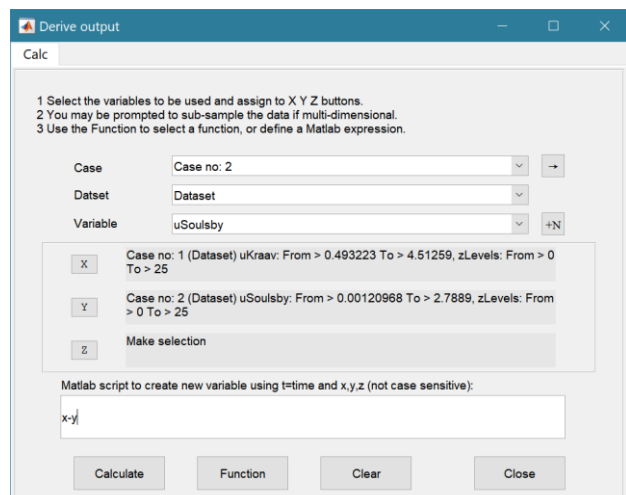 Derive output
Calc
1 Select the variables to be used and assign to X Y Z buttons.
2 You may be prompted to sub-sample the data if multi-dimensional.
3 Use the Function to select a function, or define a Matlab expression.
Case Case no: 2 →
Datset Dataset
Variable uSoulsby +N
X Case no: 1 (Dataset) uKraav: From > 0.493223 To > 4.51259, zLevels: From > 0
To > 25
Y Case no: 2 (Dataset) uSoulsby: From > 0.00120968 To > 2.7889, zLevels: From
> 0 To > 25
Z Make selection
Matlab script to create new variable using t=time and x,y,z (not case sensitive):
x-y
Calculate Function Clear Close